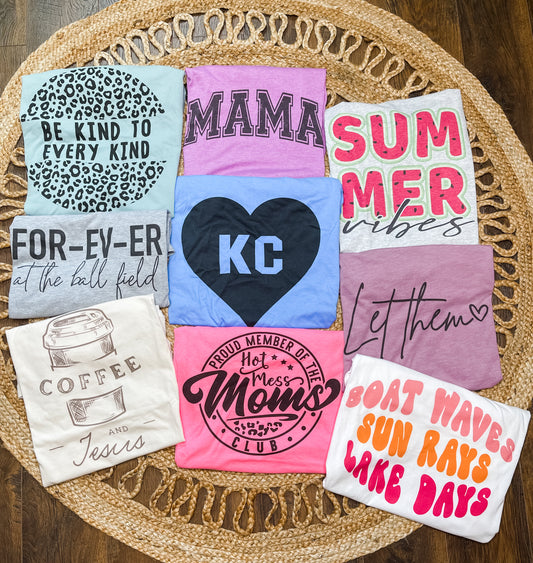 BE KIND TO
EVERY KIND
MAMA
SUM
MER
vibes
FOR-EV-ER
at the ball field
KC
Let them
COFFEE
AND
Jesus
PROUD MEMBER OF THE
Hot
Mess
Moms
CLUB
BOAT WAVES
SUN RAYS
LAKE DAYS